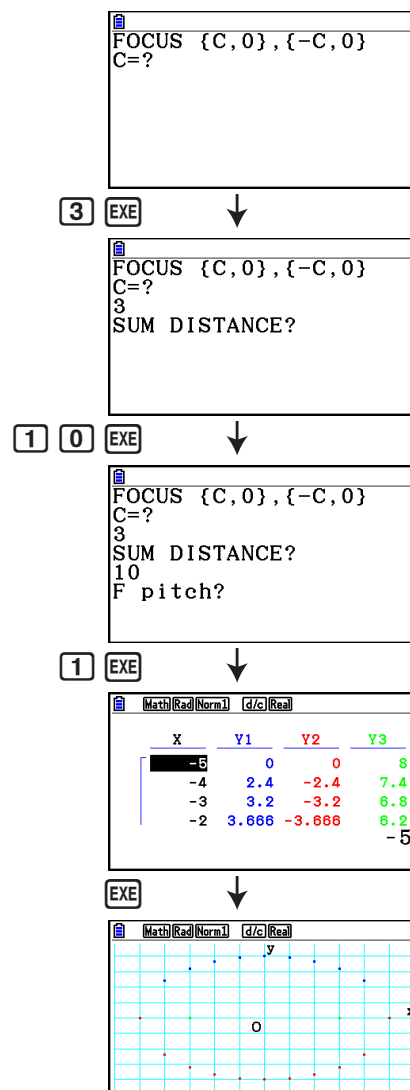 FOCUS {C,0},{-C,0}
C=?
3 EXE
FOCUS {C,0},{-C,0}
C=?
3
SUM DISTANCE?
1 0 EXE
FOCUS {C,0},{-C,0}
C=?
3
SUM DISTANCE?
10
F pitch?
1 EXE
Math Rad Norm1 d/c Real
X Y1 Y2 Y3
-5 0 0 8
-4 2.4 -2.4 7.4
-3 3.2 -3.2 6.8
-2 3.666 -3.666 6.2
-5
EXE
Math Rad Norm1 d/c Real
y
x
O